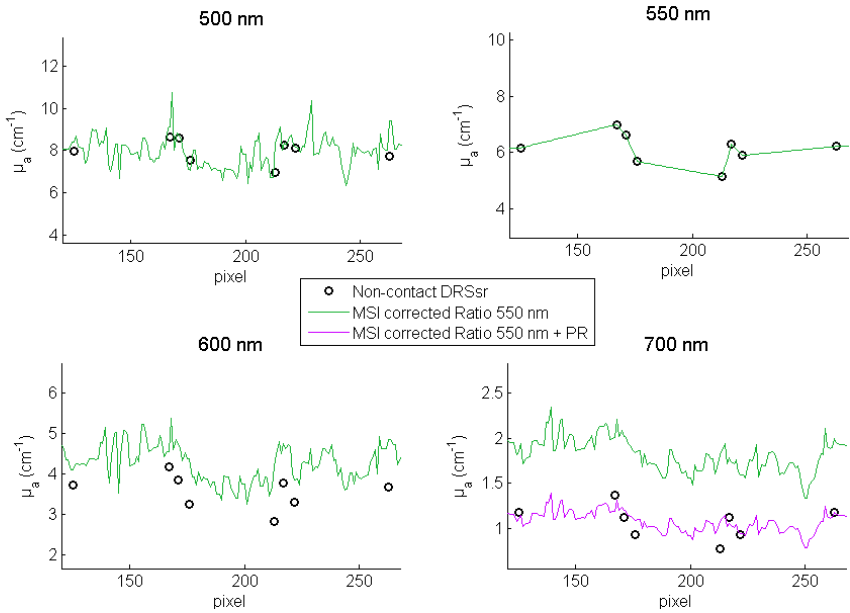 500 nm
12
10
8
6
4
μa (cm-1)
150 200 250
pixel
550 nm
10
8
6
4
μa (cm-1)
150 200 250
pixel
Non-contact DRSsr
MSI corrected Ratio 550 nm
MSI corrected Ratio 550 nm + PR
600 nm
6
5
4
3
2
μa (cm-1)
150 200 250
pixel
700 nm
2.5
2
1.5
1
μa (cm-1)
150 200 250
pixel